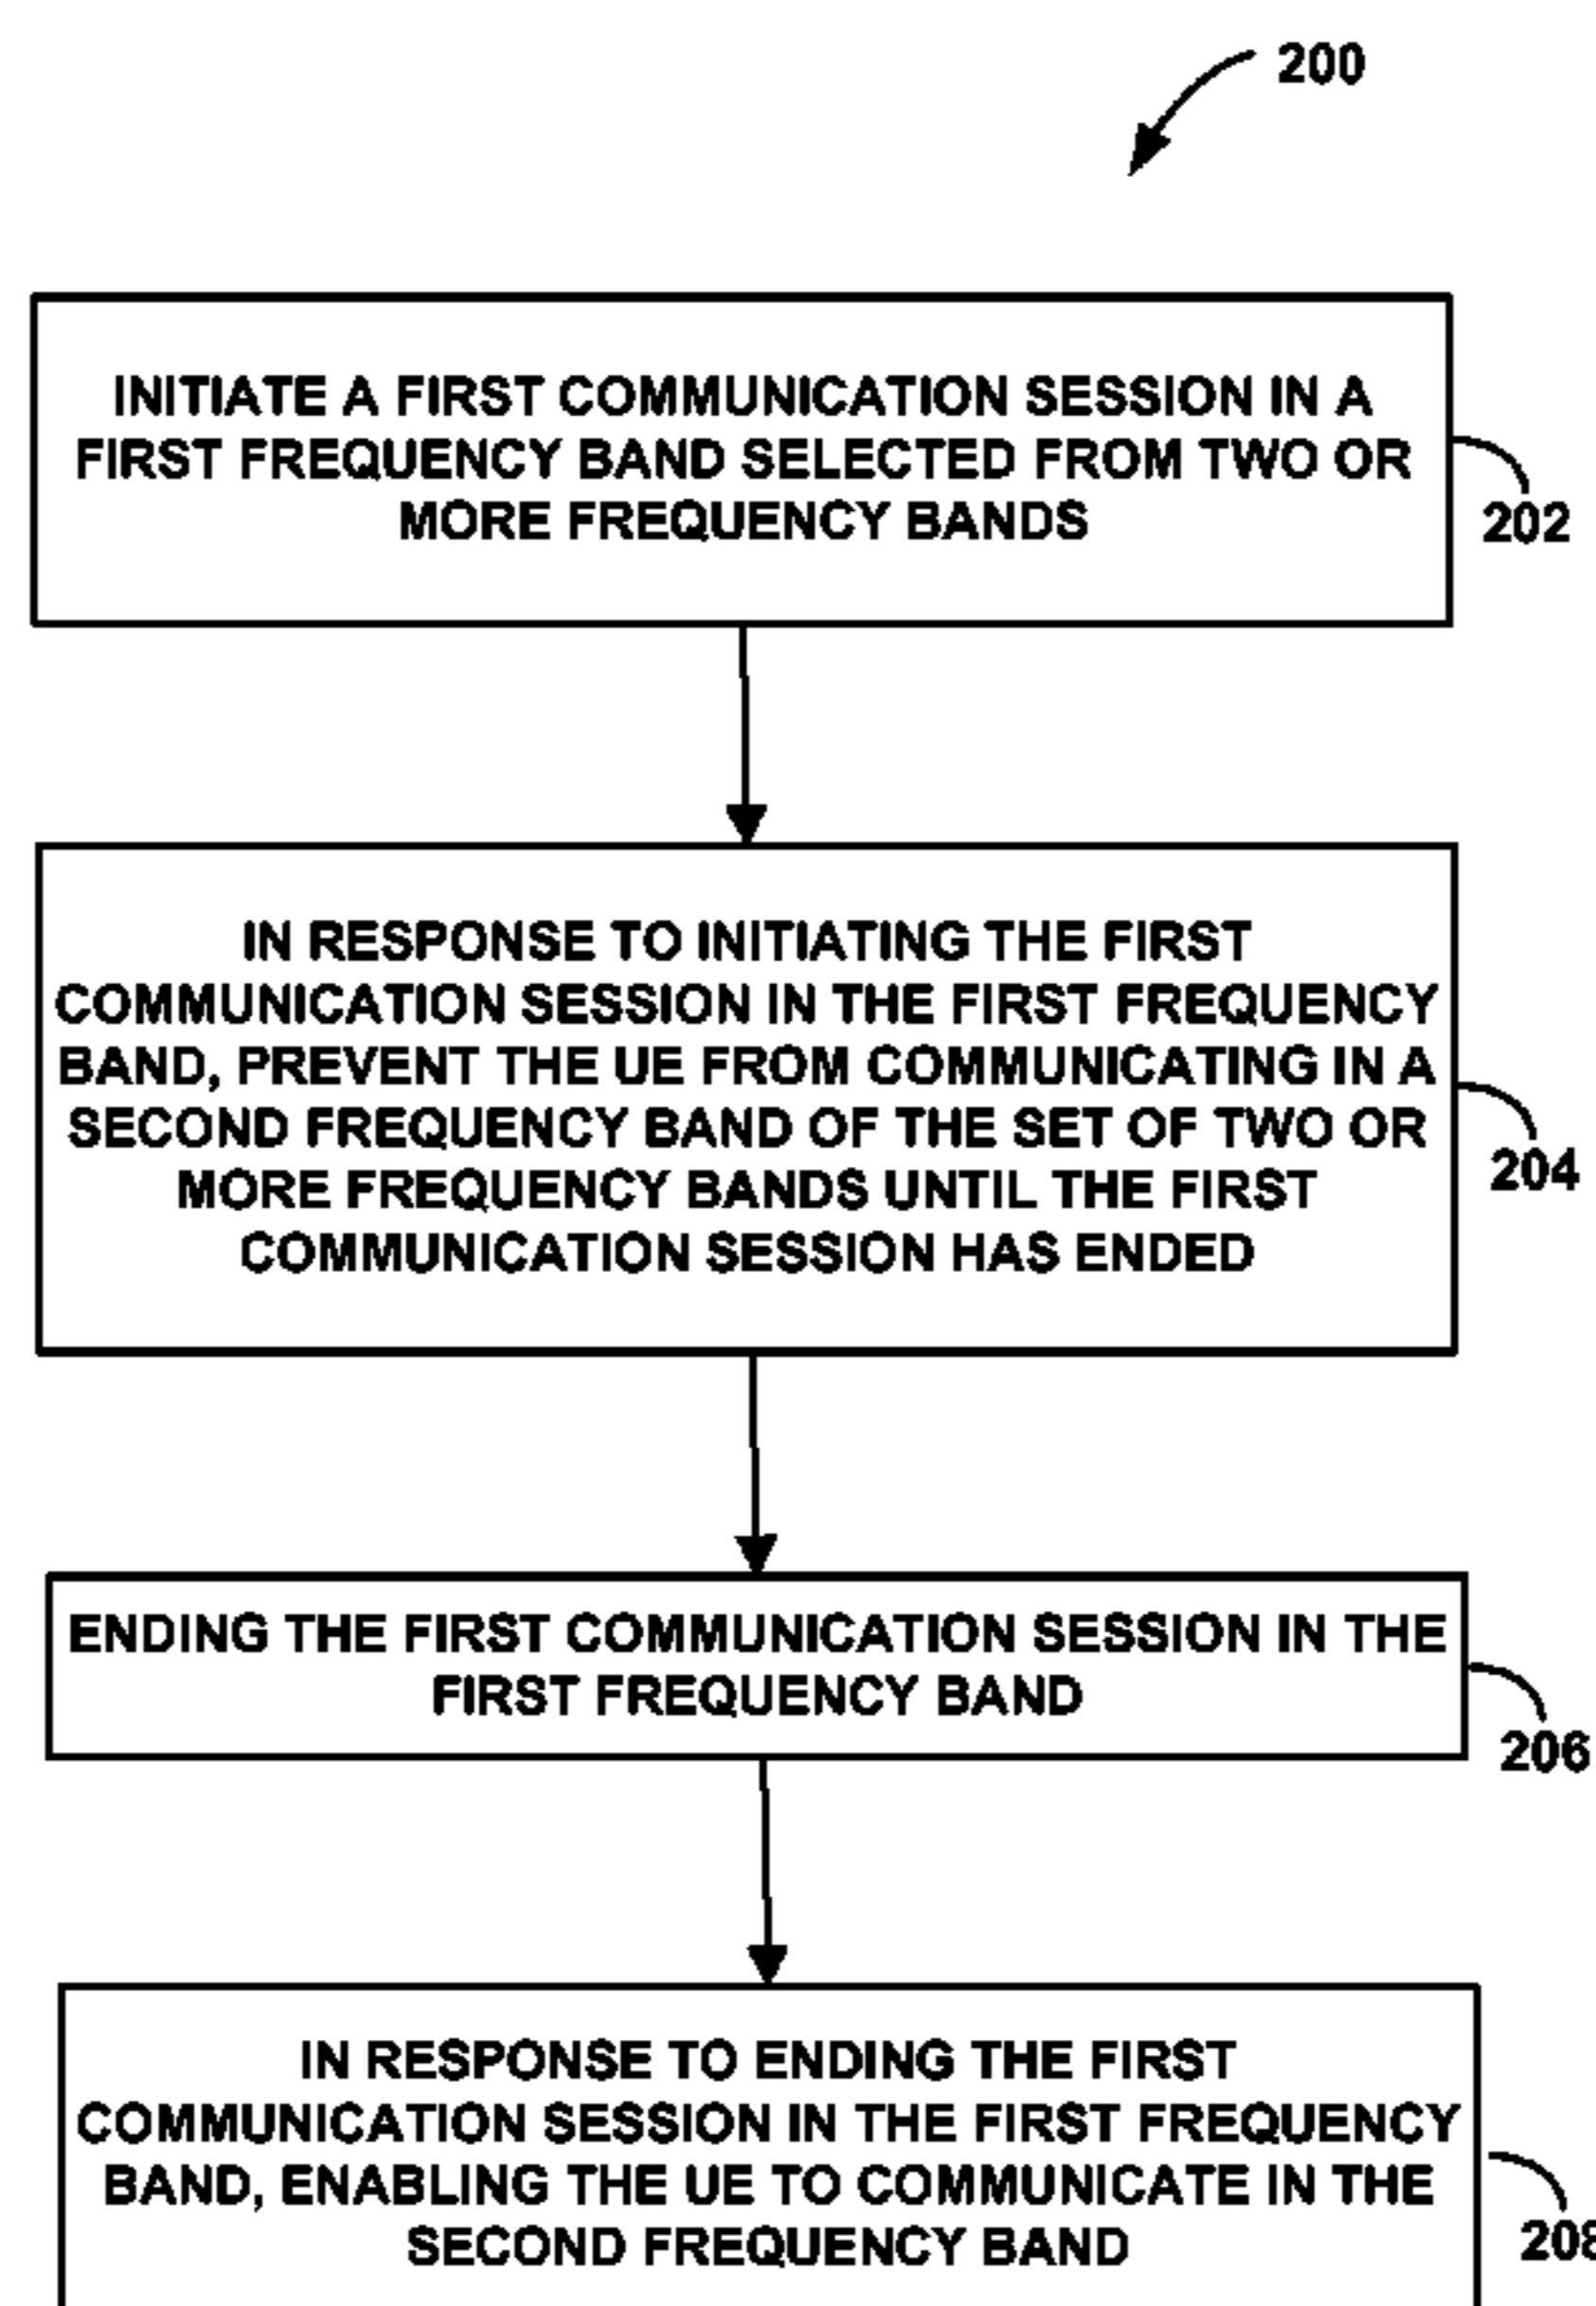 200
INITIATE A FIRST COMMUNICATION SESSION IN A
FIRST FREQUENCY BAND SELECTED FROM TWO OR
MORE FREQUENCY BANDS
202
IN RESPONSE TO INITIATING THE FIRST
COMMUNICATION SESSION IN THE FIRST FREQUENCY
BAND, PREVENT THE UE FROM COMMUNICATING IN A
SECOND FREQUENCY BAND OF THE SET OF TWO OR
MORE FREQUENCY BANDS UNTIL THE FIRST
COMMUNICATION SESSION HAS ENDED
204
ENDING THE FIRST COMMUNICATION SESSION IN THE
FIRST FREQUENCY BAND
206
IN RESPONSE TO ENDING THE FIRST
COMMUNICATION SESSION IN THE FIRST FREQUENCY
BAND, ENABLING THE UE TO COMMUNICATE IN THE
SECOND FREQUENCY BAND
208